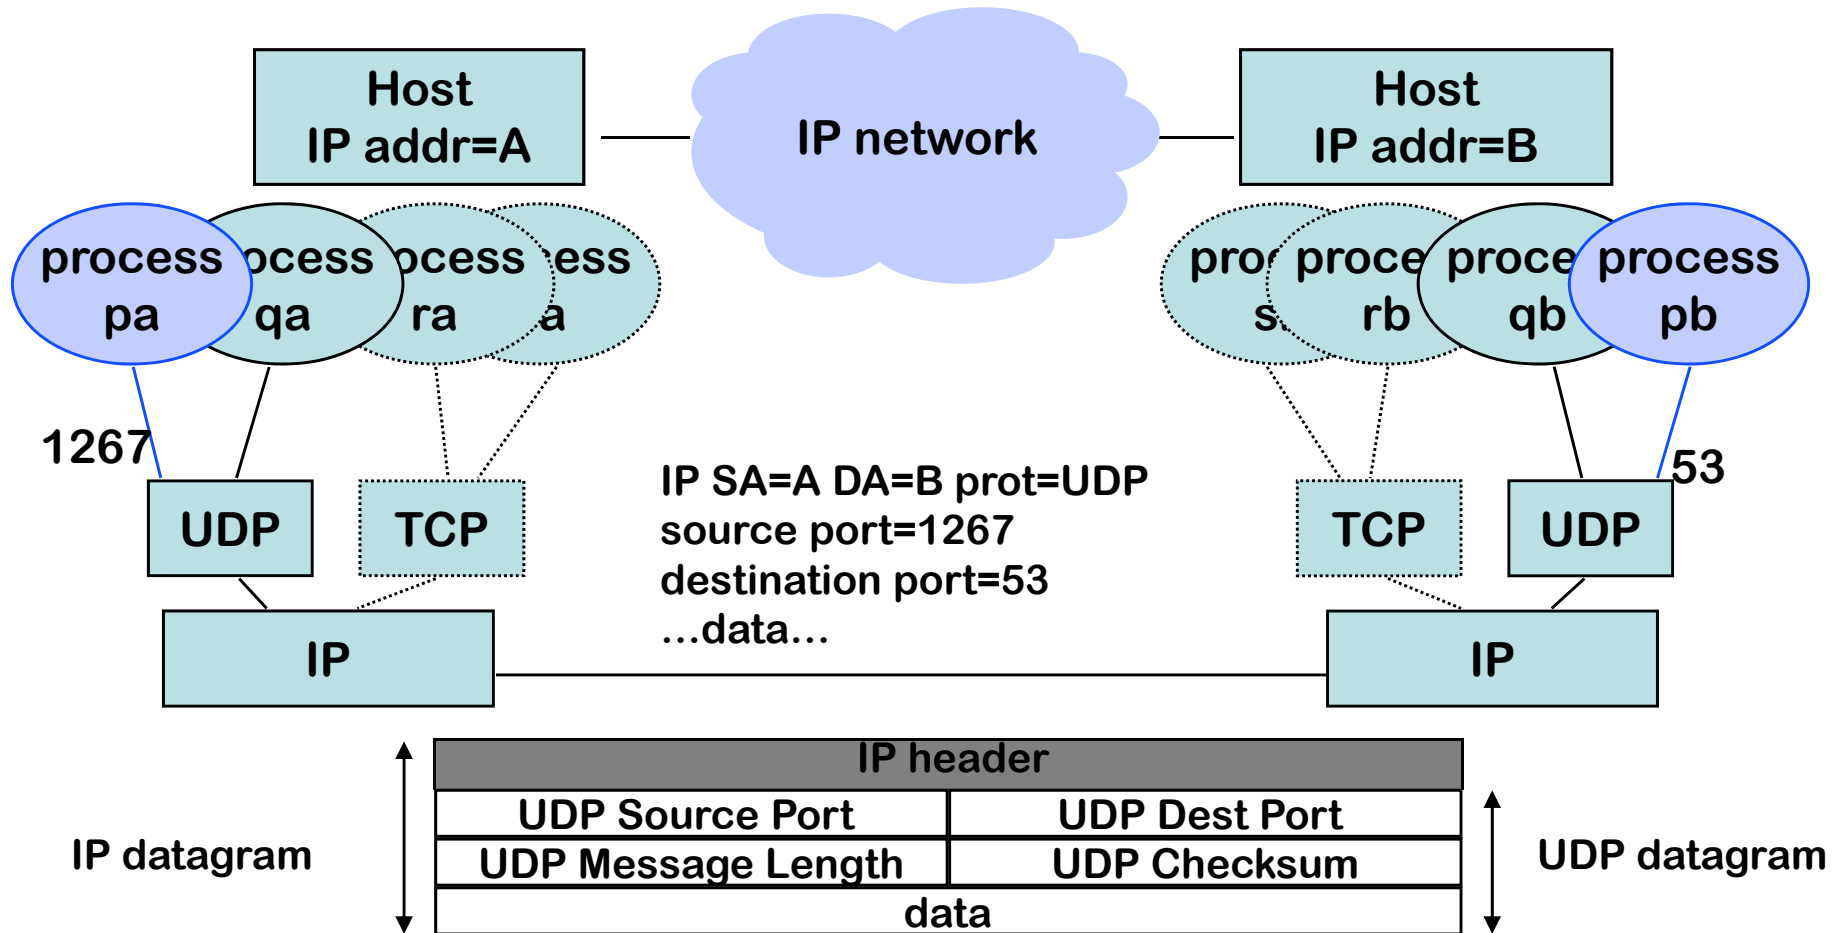 Host
IP addr=A
IP network
Host
IP addr=B
process
pa
ocess
qa
ocess
ra
ess
a
pro
s
proce
rb
proce
qb
process
pb
1267
53
IP SA=A DA=B prot=UDP
source port=1267
destination port=53
…data…
UDP
TCP
TCP
UDP
IP
IP
IP header
UDP Source Port
UDP Dest Port
IP datagram
UDP Message Length
UDP Checksum
UDP datagram
data